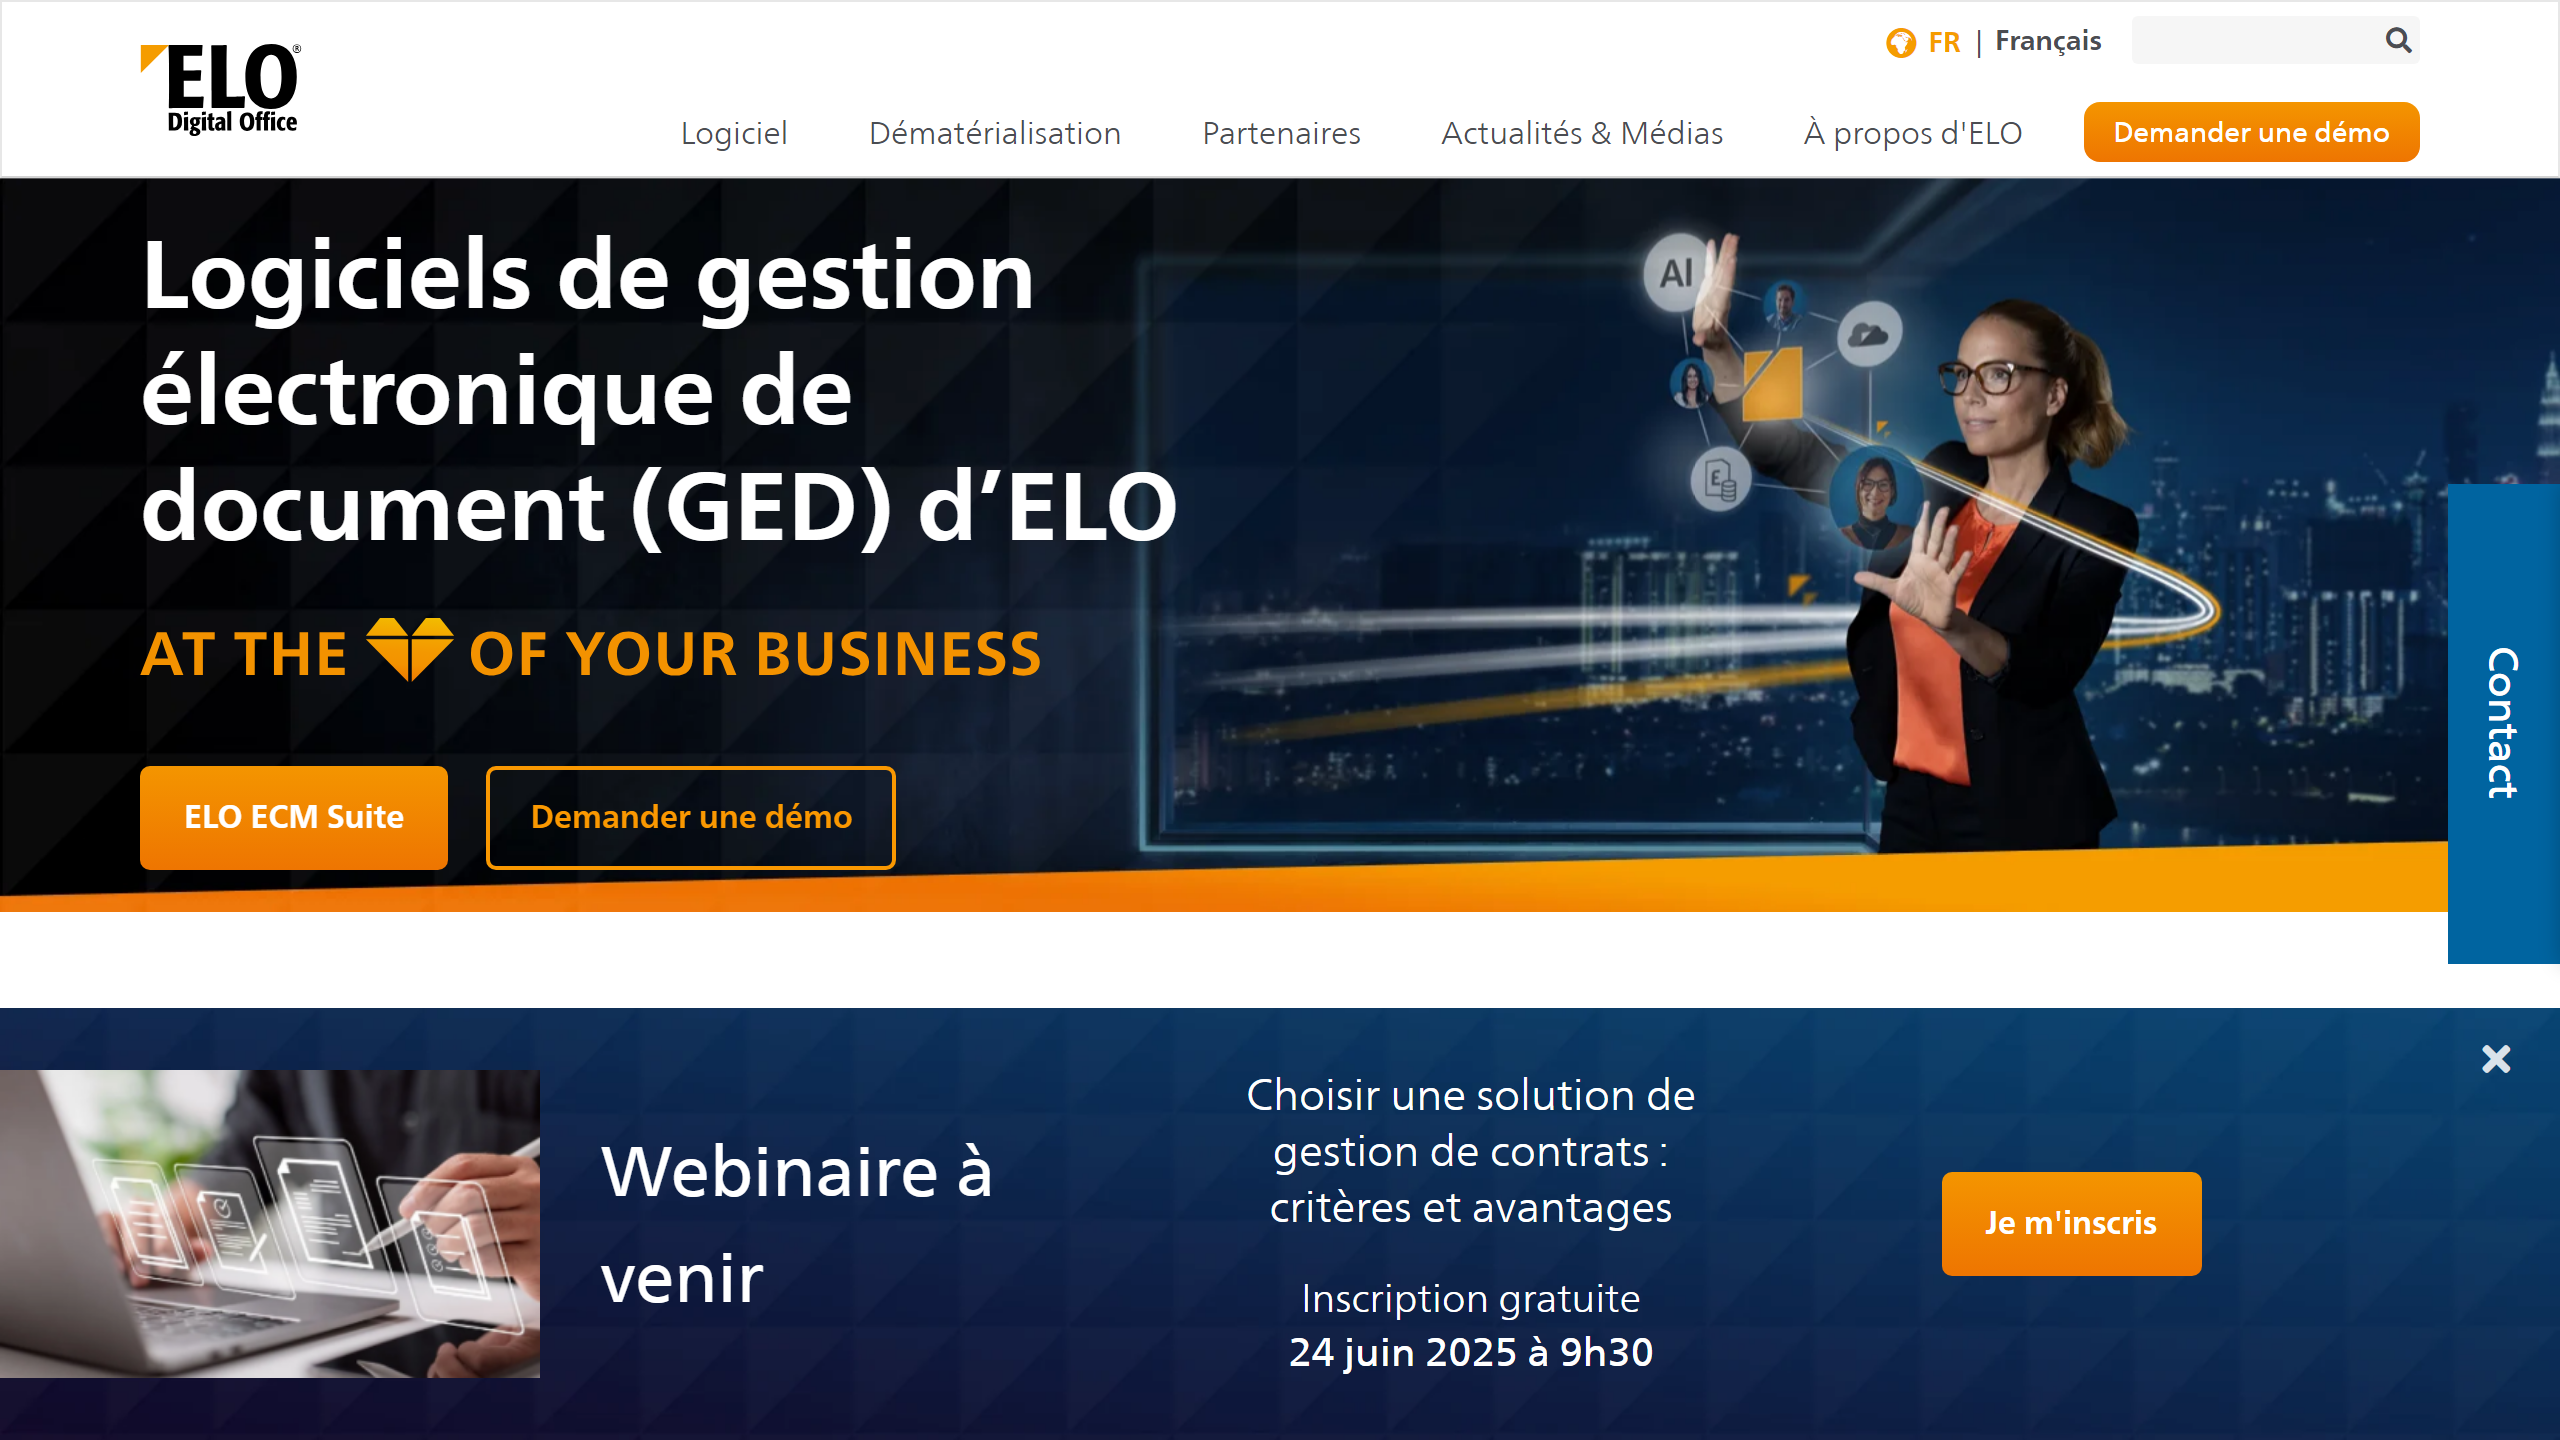 ELO®
Digital Office
FR | Français
Logiciel
Dématérialisation
Partenaires
Actualités & Médias
À propos d'ELO
Demander une démo
Logiciels de gestion
électronique de
document (GED) d’ELO
AT THE OF YOUR BUSINESS
ELO ECM Suite
Demander une démo
AI
E
Contact
Webinaire à
venir
Choisir une solution de
gestion de contrats :
critères et avantages
Inscription gratuite
24 juin 2025 à 9h30
Je m'inscris